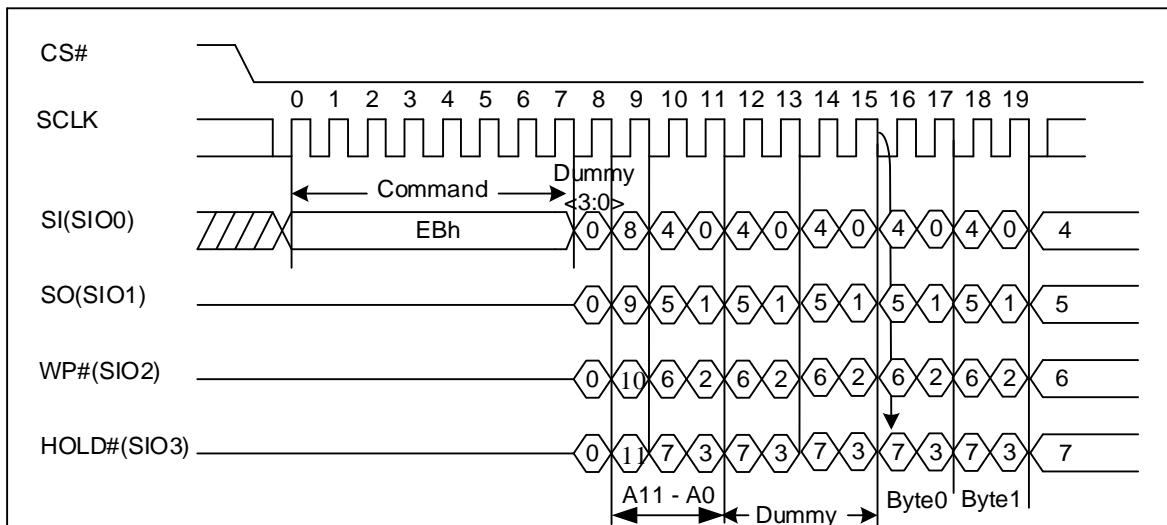 CS#
0 1 2 3 4 5 6 7 8 9 10 11 12 13 14 15 16 17 18 19
SCLK
Command
Dummy
<3:0>
SI(SIO0)
EBh
0 8 4 0 4 0 4 0 4 0 4 0 4
SO(SIO1)
0 9 5 1 5 1 5 1 5 1 5 1 5
WP#(SIO2)
0 10 6 2 6 2 6 2 6 2 6 2 6
HOLD#(SIO3)
0 11 7 3 7 3 7 3 7 3 7 3 7
A11 - A0
Dummy
Byte0
Byte1